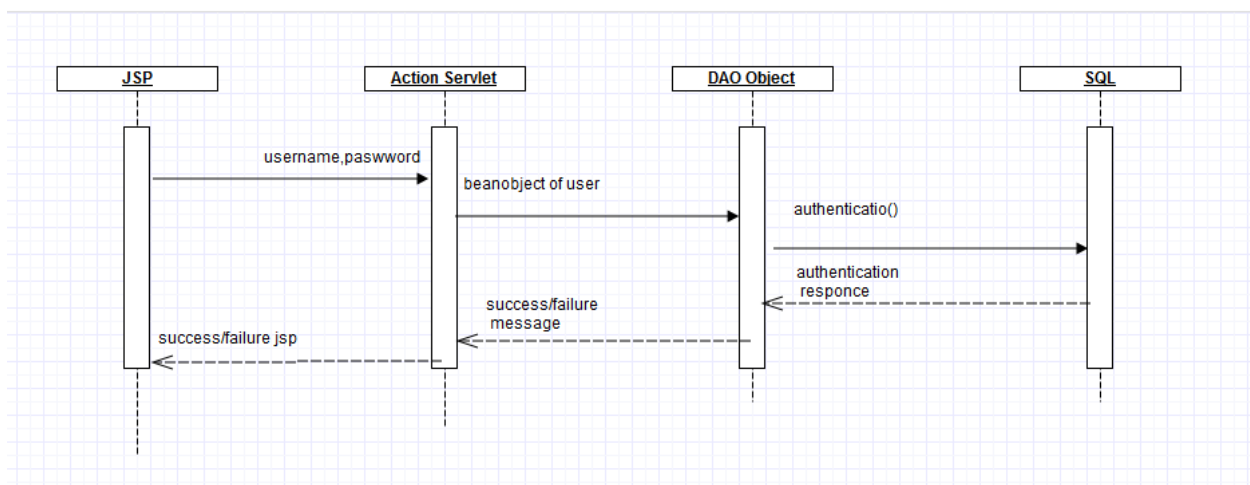 JSP
Action Servlet
DAO Object
SQL
username,paswword
beanobject of user
authenticatio()
authentication
responce
success/failure
message
success/failure jsp